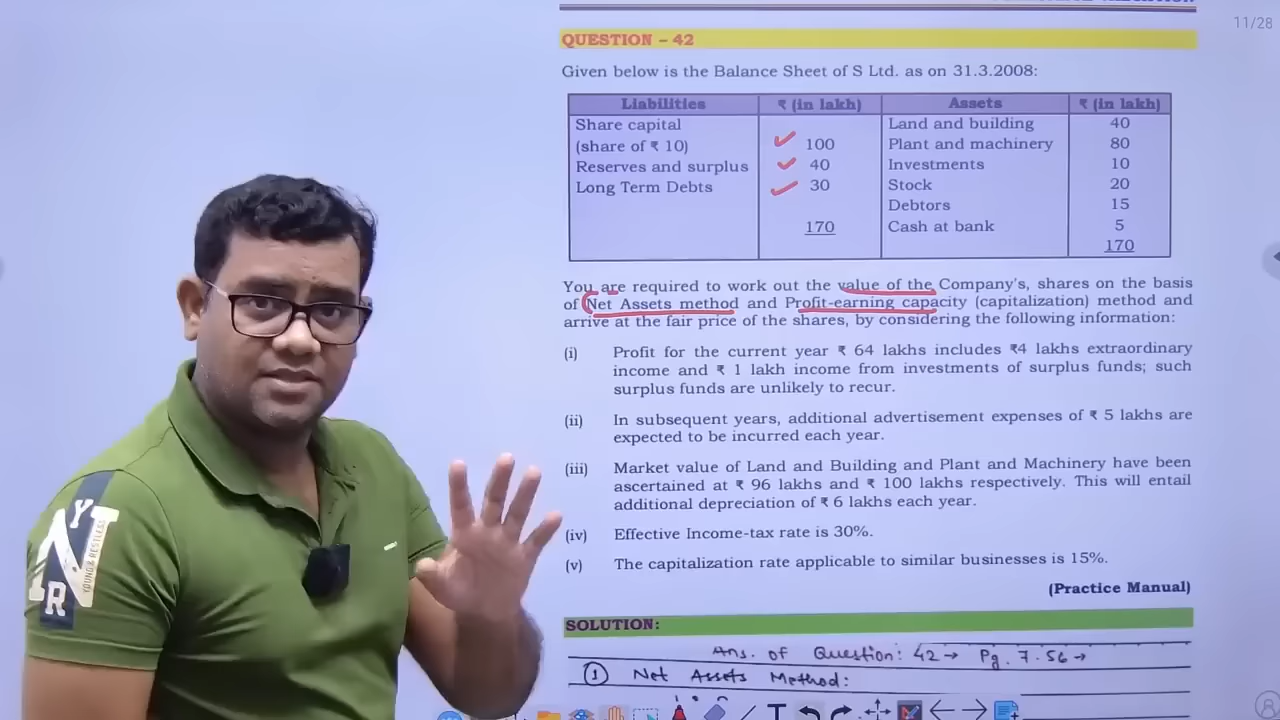 11/28
QUESTION – 42
Given below is the Balance Sheet of S Ltd. as on 31.3.2008:
Liabilities ₹ (in lakh) Assets ₹ (in lakh)
Share capital Land and building 40
(share of ₹ 10) 100 Plant and machinery 80
Reserves and surplus 40 Investments 10
Long Term Debts 30 Stock 20
Debtors 15
170 Cash at bank 5
170
You are required to work out the value of the Company's, shares on the basis
of Net Assets method and Profit-earning capacity (capitalization) method and
arrive at the fair price of the shares, by considering the following information:
(i) Profit for the current year ₹ 64 lakhs includes ₹4 lakhs extraordinary
income and ₹ 1 lakh income from investments of surplus funds; such
surplus funds are unlikely to recur.
(ii) In subsequent years, additional advertisement expenses of ₹ 5 lakhs are
expected to be incurred each year.
(iii) Market value of Land and Building and Plant and Machinery have been
ascertained at ₹ 96 lakhs and ₹ 100 lakhs respectively. This will entail
additional depreciation of ₹ 6 lakhs each year.
(iv) Effective Income-tax rate is 30%.
(v) The capitalization rate applicable to similar businesses is 15%.
(Practice Manual)
SOLUTION:
Ans. of Question: 42→ Pg. 7.56→
① Net Assets Method:
NY
YOUNG & RESTLESS
R